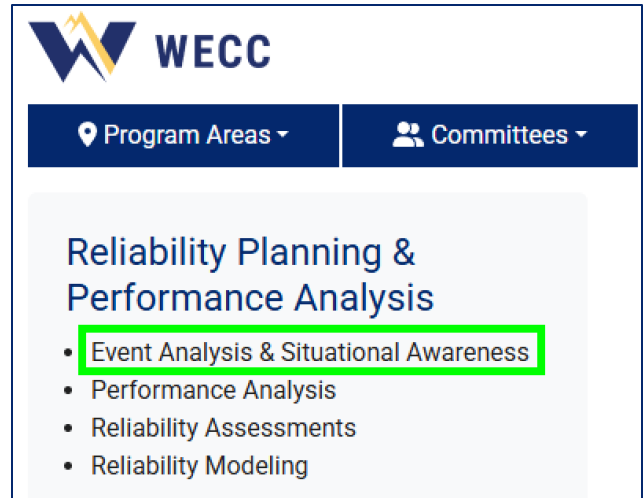 WECC
Program Areas
Committees
Reliability Planning &
Performance Analysis
Event Analysis & Situational Awareness
Performance Analysis
Reliability Assessments
Reliability Modeling